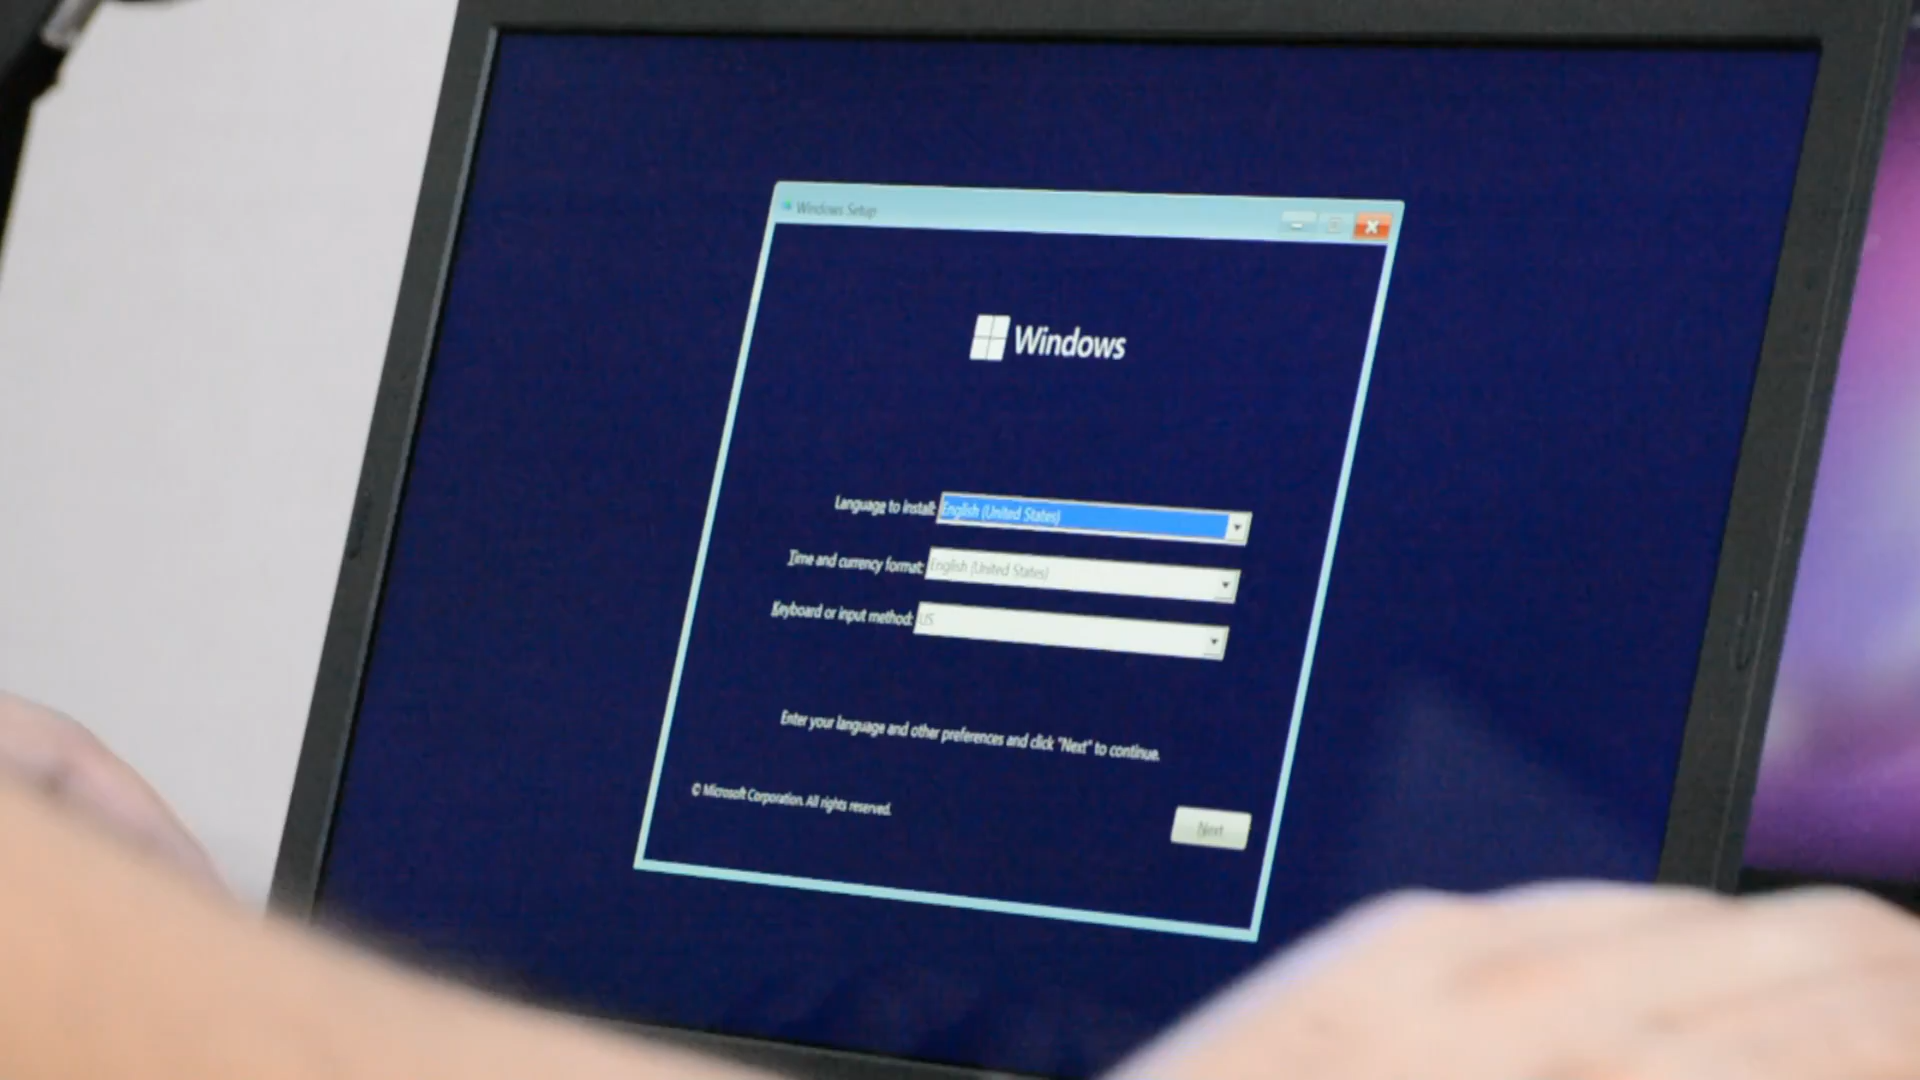 Windows Setup
Windows
Language to install: English (United States)
Time and currency format: English (United States)
Keyboard or input method: US
Enter your language and other preferences and click "Next" to continue.
© Microsoft Corporation. All rights reserved.
Next